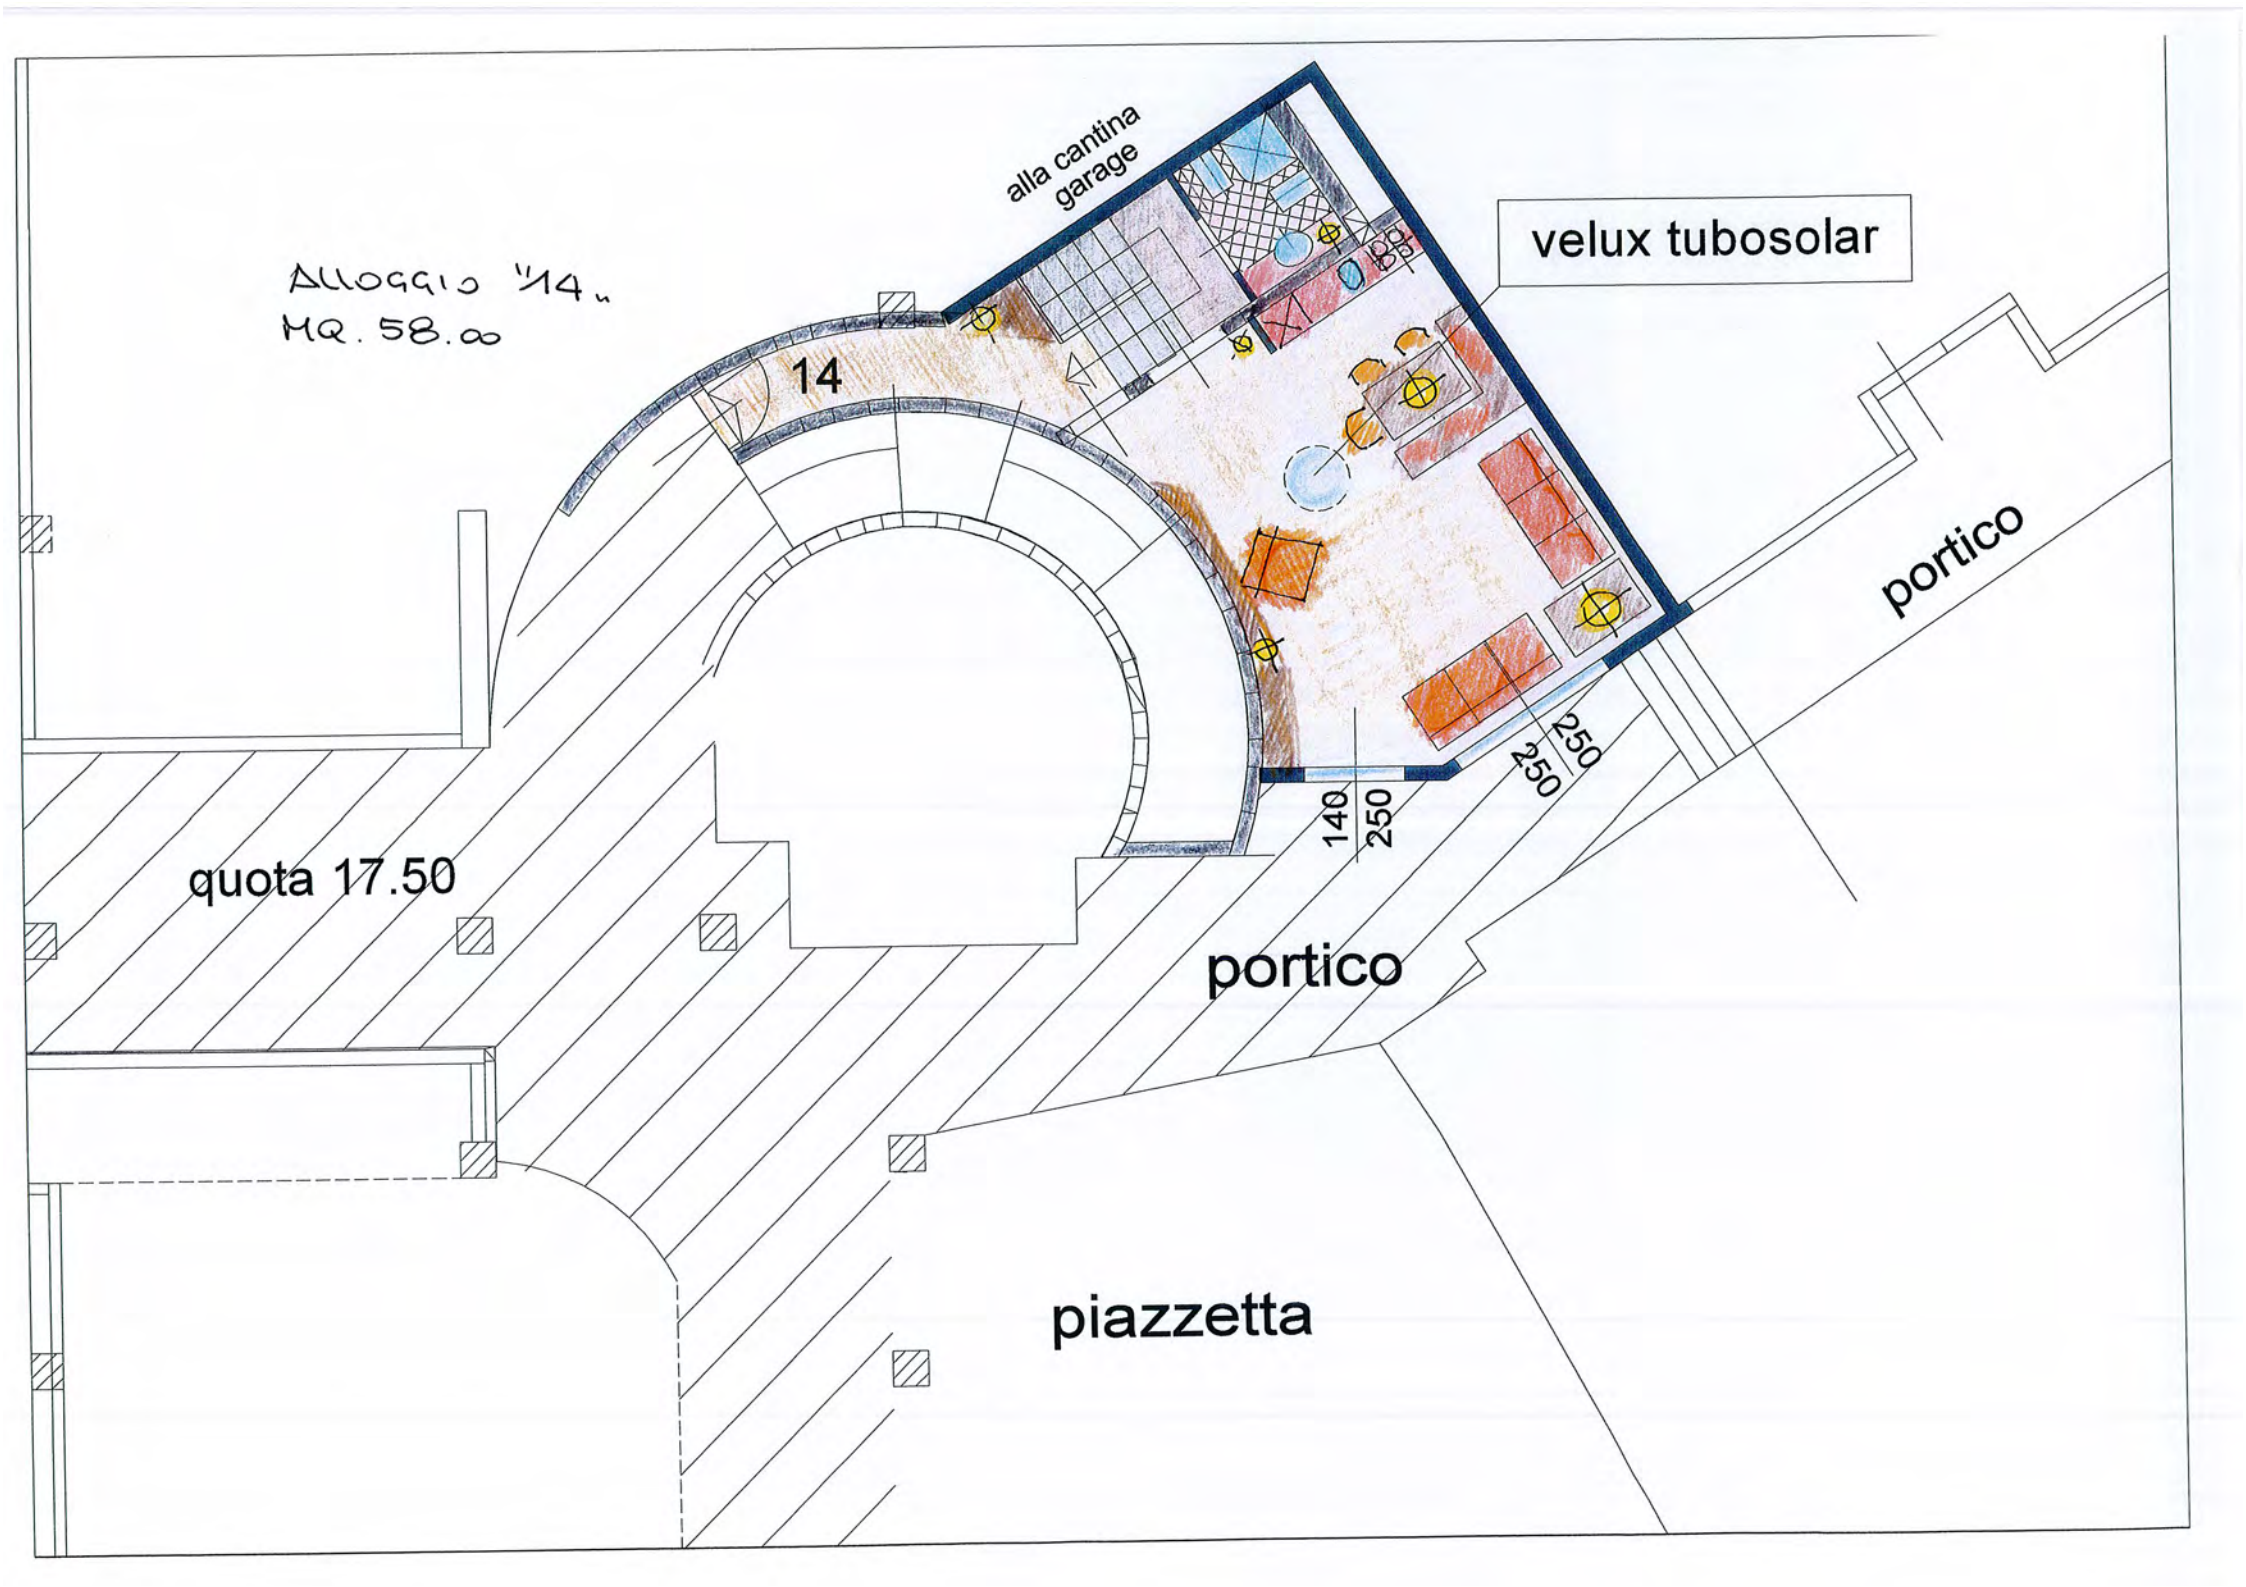 alla cantina
garage
velux tubosolar
ALLOGGIO "14"
MQ. 58.00
14
portico
250
250
140
250
quota 17.50
portico
piazzetta